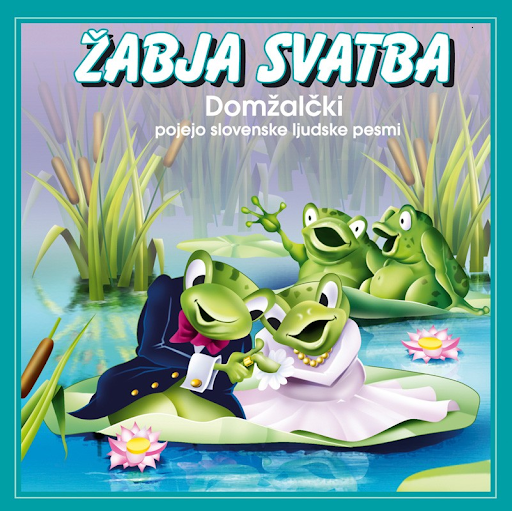 ŽABJA SVATBA
Domžalčki
pojejo slovenske ljudske pesmi